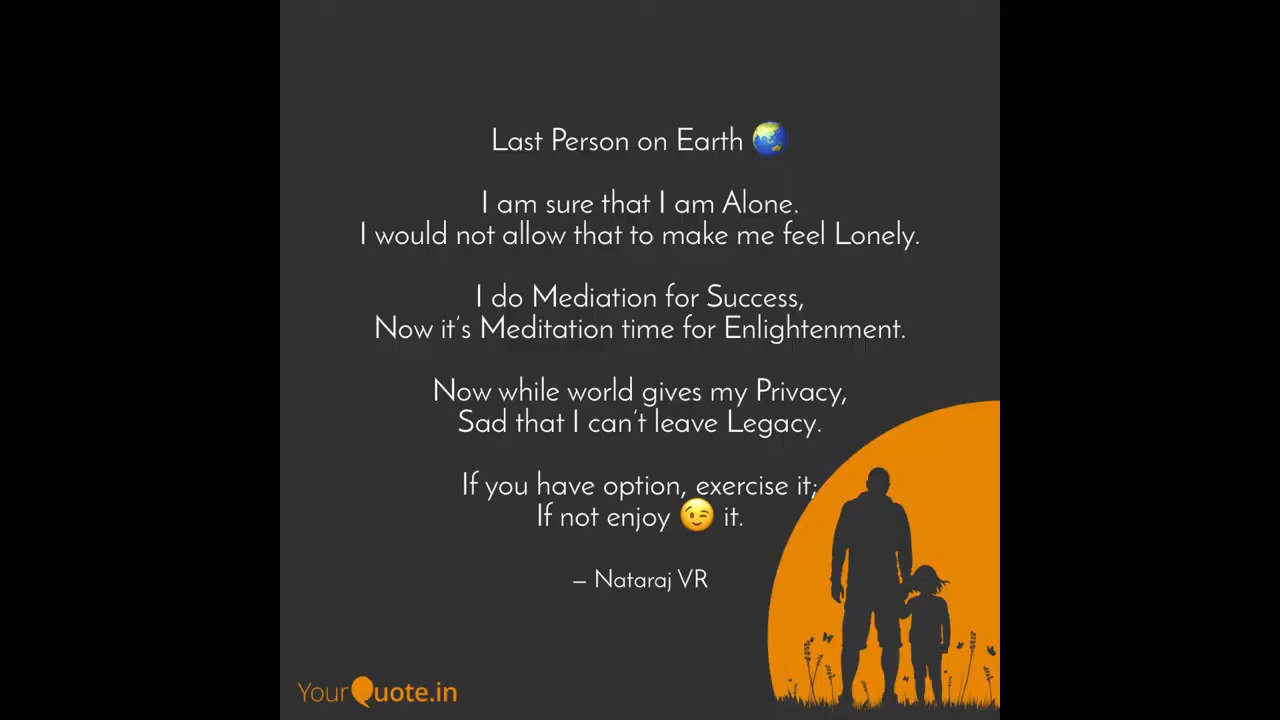 Last Person on Earth 🌏
I am sure that I am Alone.
I would not allow that to make me feel Lonely.
I do Mediation for Success,
Now it's Meditation time for Enlightenment.
Now while world gives my Privacy,
Sad that I can't leave Legacy.
If you have option, exercise it;
If not enjoy 😉 it.
– Nataraj VR
YourQuote.in